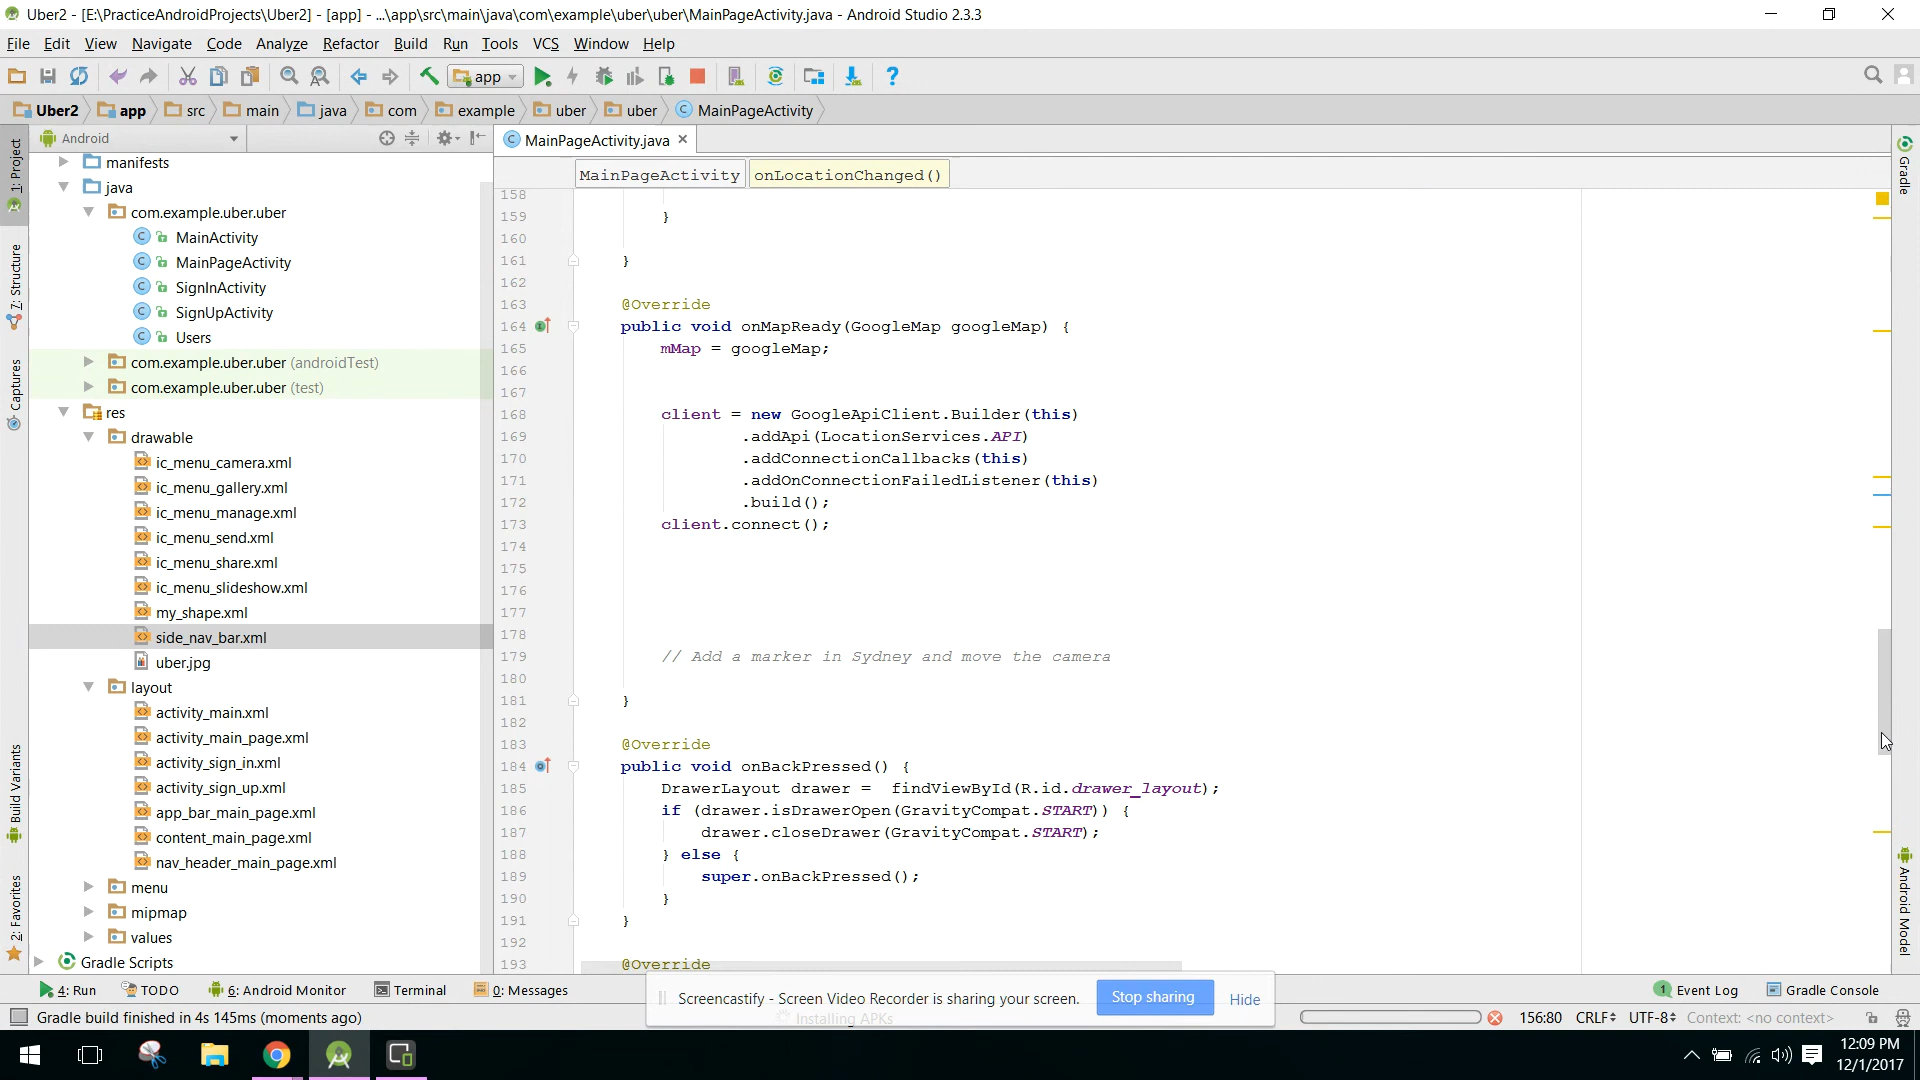 Uber2 - [E:\PracticeAndroidProjects\Uber2] - [app] - ...\app\src\main\java\com\example\uber\uber\MainPageActivity.java - Android Studio 2.3.3
File Edit View Navigate Code Analyze Refactor Build Run Tools VCS Window Help
app
Uber2 app src main java com example uber uber MainPageActivity
Android
MainPageActivity.java
1: Project
7: Structure
Captures
Build Variants
2: Favorites
Gradle
Android Model
manifests
java
com.example.uber.uber
MainActivity
MainPageActivity
SignInActivity
SignUpActivity
Users
com.example.uber.uber (androidTest)
com.example.uber.uber (test)
res
drawable
ic_menu_camera.xml
ic_menu_gallery.xml
ic_menu_manage.xml
ic_menu_send.xml
ic_menu_share.xml
ic_menu_slideshow.xml
my_shape.xml
side_nav_bar.xml
uber.jpg
layout
activity_main.xml
activity_main_page.xml
activity_sign_in.xml
activity_sign_up.xml
app_bar_main_page.xml
content_main_page.xml
nav_header_main_page.xml
menu
mipmap
values
Gradle Scripts
MainPageActivity onLocationChanged()
158
159 }
160
161 }
162
163 @Override
164 public void onMapReady(GoogleMap googleMap) {
165 mMap = googleMap;
166
167
168 client = new GoogleApiClient.Builder(this)
169 .addApi(LocationServices.API)
170 .addConnectionCallbacks(this)
171 .addOnConnectionFailedListener(this)
172 .build();
173 client.connect();
174
175
176
177
178
179 // Add a marker in Sydney and move the camera
180
181 }
182
183 @Override
184 public void onBackPressed() {
185 DrawerLayout drawer = findViewById(R.id.drawer_layout);
186 if (drawer.isDrawerOpen(GravityCompat.START)) {
187 drawer.closeDrawer(GravityCompat.START);
188 } else {
189 super.onBackPressed();
190 }
191 }
192
193 @Override
4: Run TODO 6: Android Monitor Terminal 0: Messages
1 Event Log Gradle Console
Screencastify - Screen Video Recorder is sharing your screen. Stop sharing Hide
Gradle build finished in 4s 145ms (moments ago)
Installing APKs
156:80 CRLF UTF-8 Context: <no context>
12:09 PM
12/1/2017